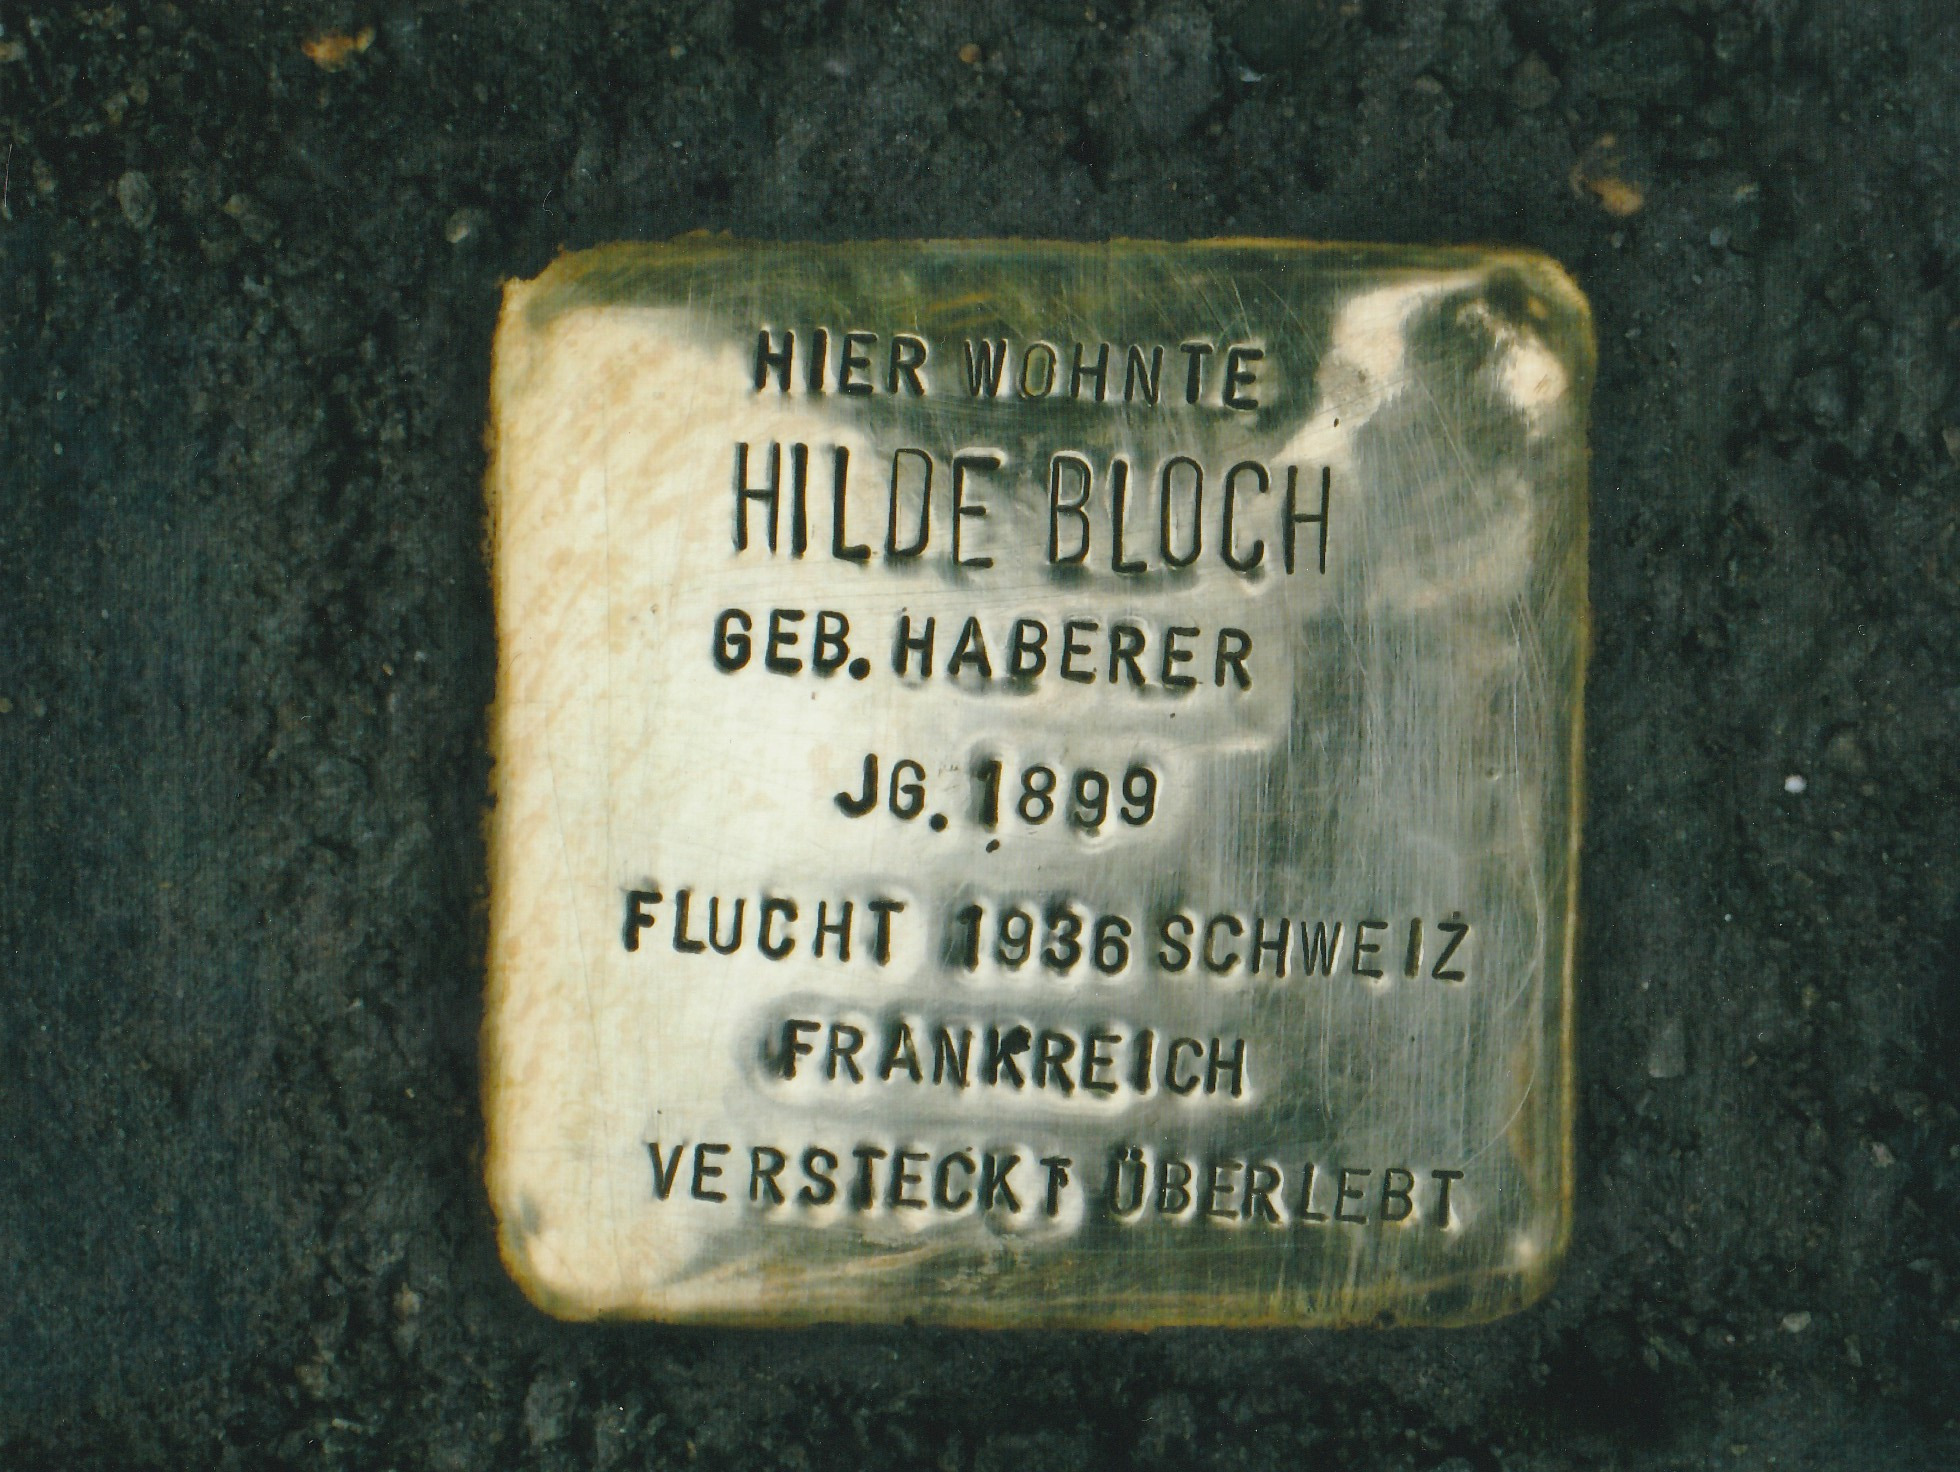 HIER WOHNTE
HILDE BLOCH
GEB. HABERER
JG. 1899
FLUCHT 1936 SCHWEIZ
FRANKREICH
VERSTECKT ÜBERLEBT